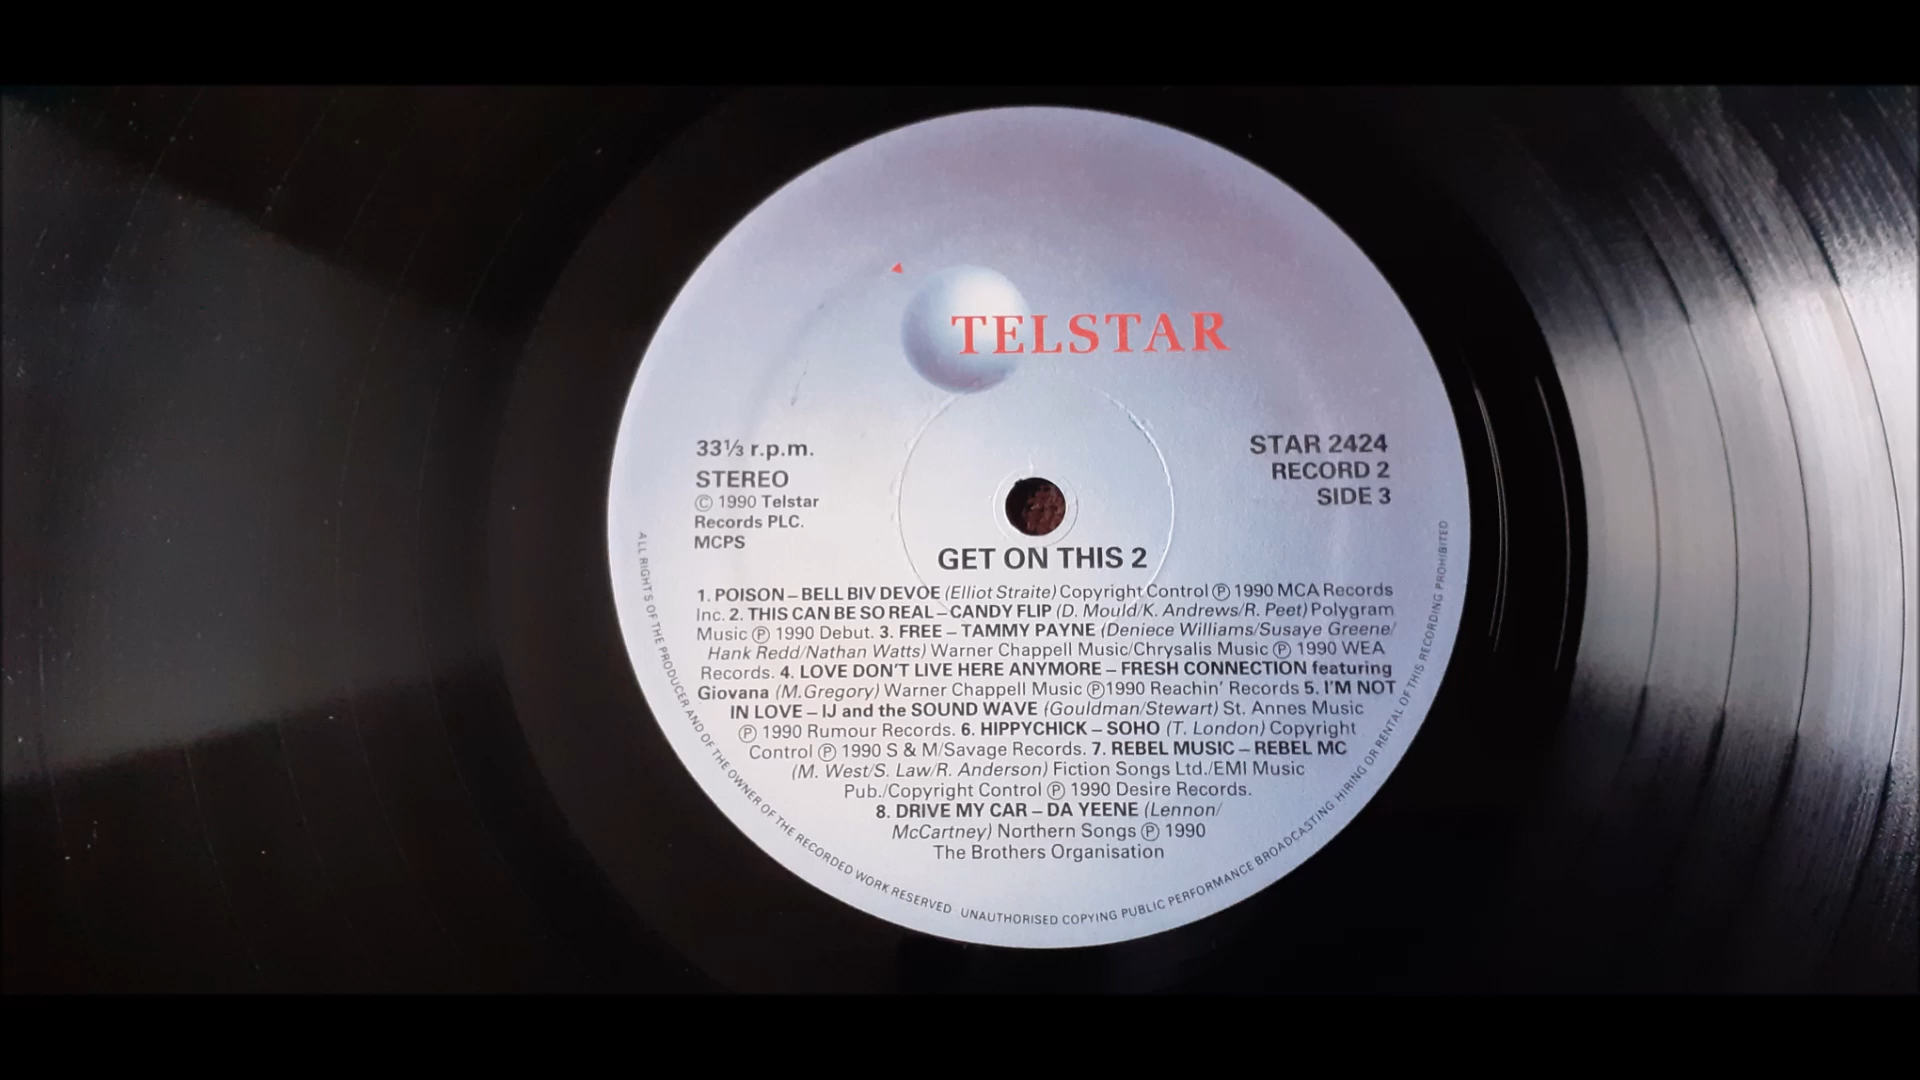 TELSTAR
33⅓ r.p.m.
STEREO
© 1990 Telstar
Records PLC.
MCPS
STAR 2424
RECORD 2
SIDE 3
GET ON THIS 2
1. POISON – BELL BIV DEVOE (Elliot Straite) Copyright Control ℗ 1990 MCA Records
Inc. 2. THIS CAN BE SO REAL – CANDY FLIP (D. Mould/K. Andrews/R. Peet) Polygram
Music ℗ 1990 Debut. 3. FREE – TAMMY PAYNE (Deniece Williams/Susaye Greene/
Hank Redd/Nathan Watts) Warner Chappell Music/Chrysalis Music ℗ 1990 WEA
Records. 4. LOVE DON'T LIVE HERE ANYMORE – FRESH CONNECTION featuring
Giovana (M. Gregory) Warner Chappell Music ℗ 1990 Reachin' Records 5. I'M NOT
IN LOVE – IJ and the SOUND WAVE (Gouldman/Stewart) St. Annes Music
℗ 1990 Rumour Records. 6. HIPPYCHICK – SOHO (T. London) Copyright
Control ℗ 1990 S & M/Savage Records. 7. REBEL MUSIC – REBEL MC
(M. West/S. Law/R. Anderson) Fiction Songs Ltd./EMI Music
Pub./Copyright Control ℗ 1990 Desire Records.
8. DRIVE MY CAR – DA YEENE (Lennon/
McCartney) Northern Songs ℗ 1990
The Brothers Organisation
ALL RIGHTS OF THE PRODUCER AND OF THE OWNER OF THE RECORDED WORK RESERVED UNAUTHORISED COPYING PUBLIC PERFORMANCE BROADCASTING HIRING OR RENTAL OF THIS RECORDING PROHIBITED